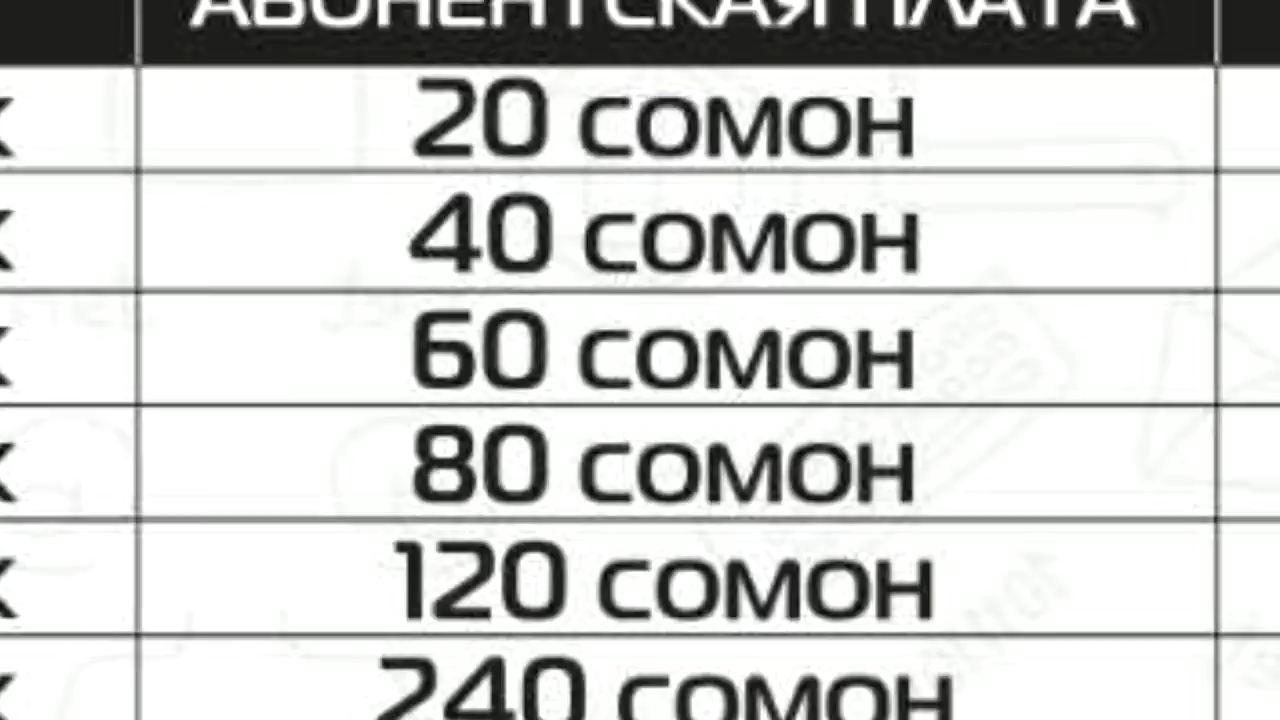 АБОНЕНТСКАЯ ПЛАТА
К 20 СОМОН
К 40 СОМОН
К 60 СОМОН
К 80 СОМОН
К 120 СОМОН
К 240 СОМОН